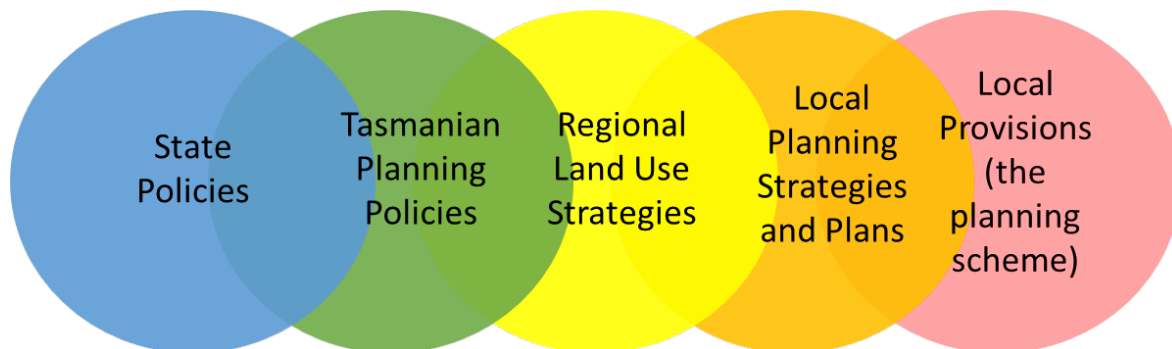 State
Policies
Tasmanian
Planning
Policies
Regional
Land Use
Strategies
Local
Planning
Strategies
and Plans
Local
Provisions
(the
planning
scheme)